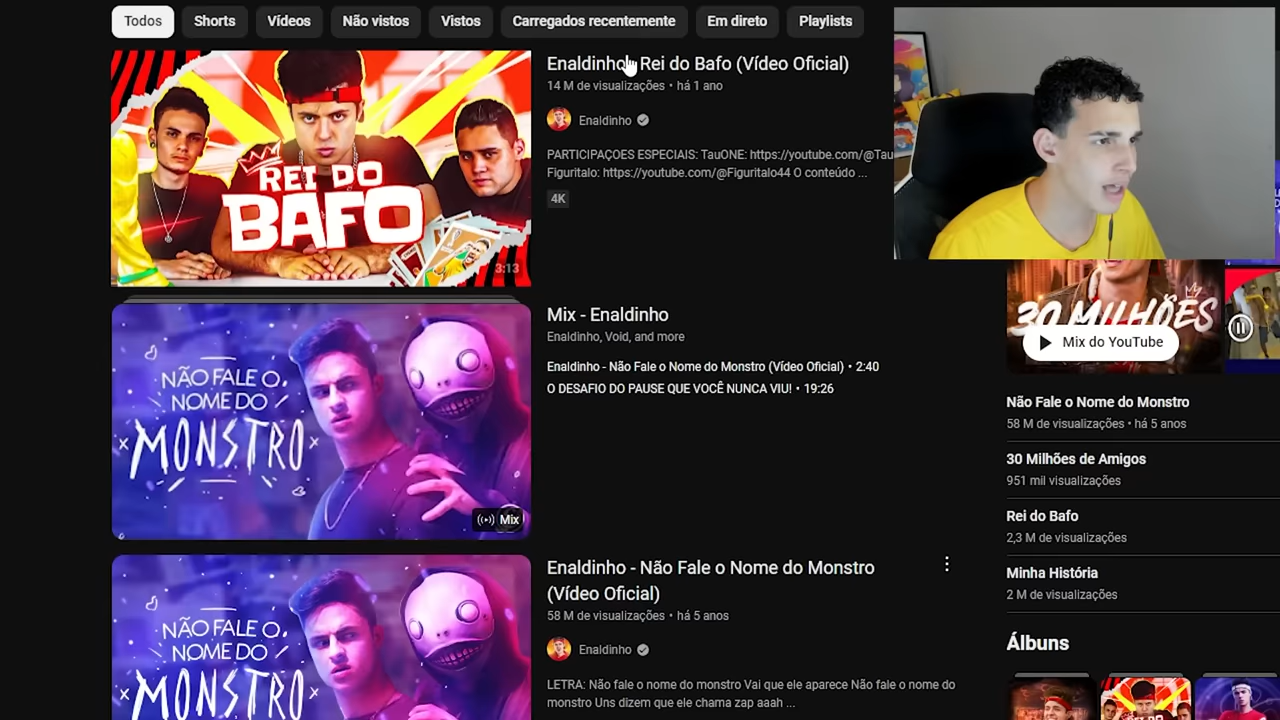 Todos
Shorts
Vídeos
Não vistos
Vistos
Carregados recentemente
Em direto
Playlists
REI DO
BAFO
3:13
Enaldinho - Rei do Bafo (Vídeo Oficial)
14 M de visualizações • há 1 ano
Enaldinho
PARTICIPAÇOES ESPECIAIS: TauONE: https://youtube.com/@Tau
Figuritalo: https://youtube.com/@Figuritalo44 O conteúdo ...
4K
NÃO FALE O
NOME DO
MONSTRO
Mix
Mix - Enaldinho
Enaldinho, Void, and more
Enaldinho - Não Fale o Nome do Monstro (Vídeo Oficial) • 2:40
O DESAFIO DO PAUSE QUE VOCÊ NUNCA VIU! • 19:26
NÃO FALE O
NOME DO
MONSTRO
Enaldinho - Não Fale o Nome do Monstro
(Vídeo Oficial)
58 M de visualizações • há 5 anos
Enaldinho
LETRA: Não fale o nome do monstro Vai que ele aparece Não fale o nome do
monstro Uns dizem que ele chama zap aaah ...
30 MILHÕES
Mix do YouTube
Não Fale o Nome do Monstro
58 M de visualizações • há 5 anos
30 Milhões de Amigos
951 mil visualizações
Rei do Bafo
2,3 M de visualizações
Minha História
2 M de visualizações
Álbuns